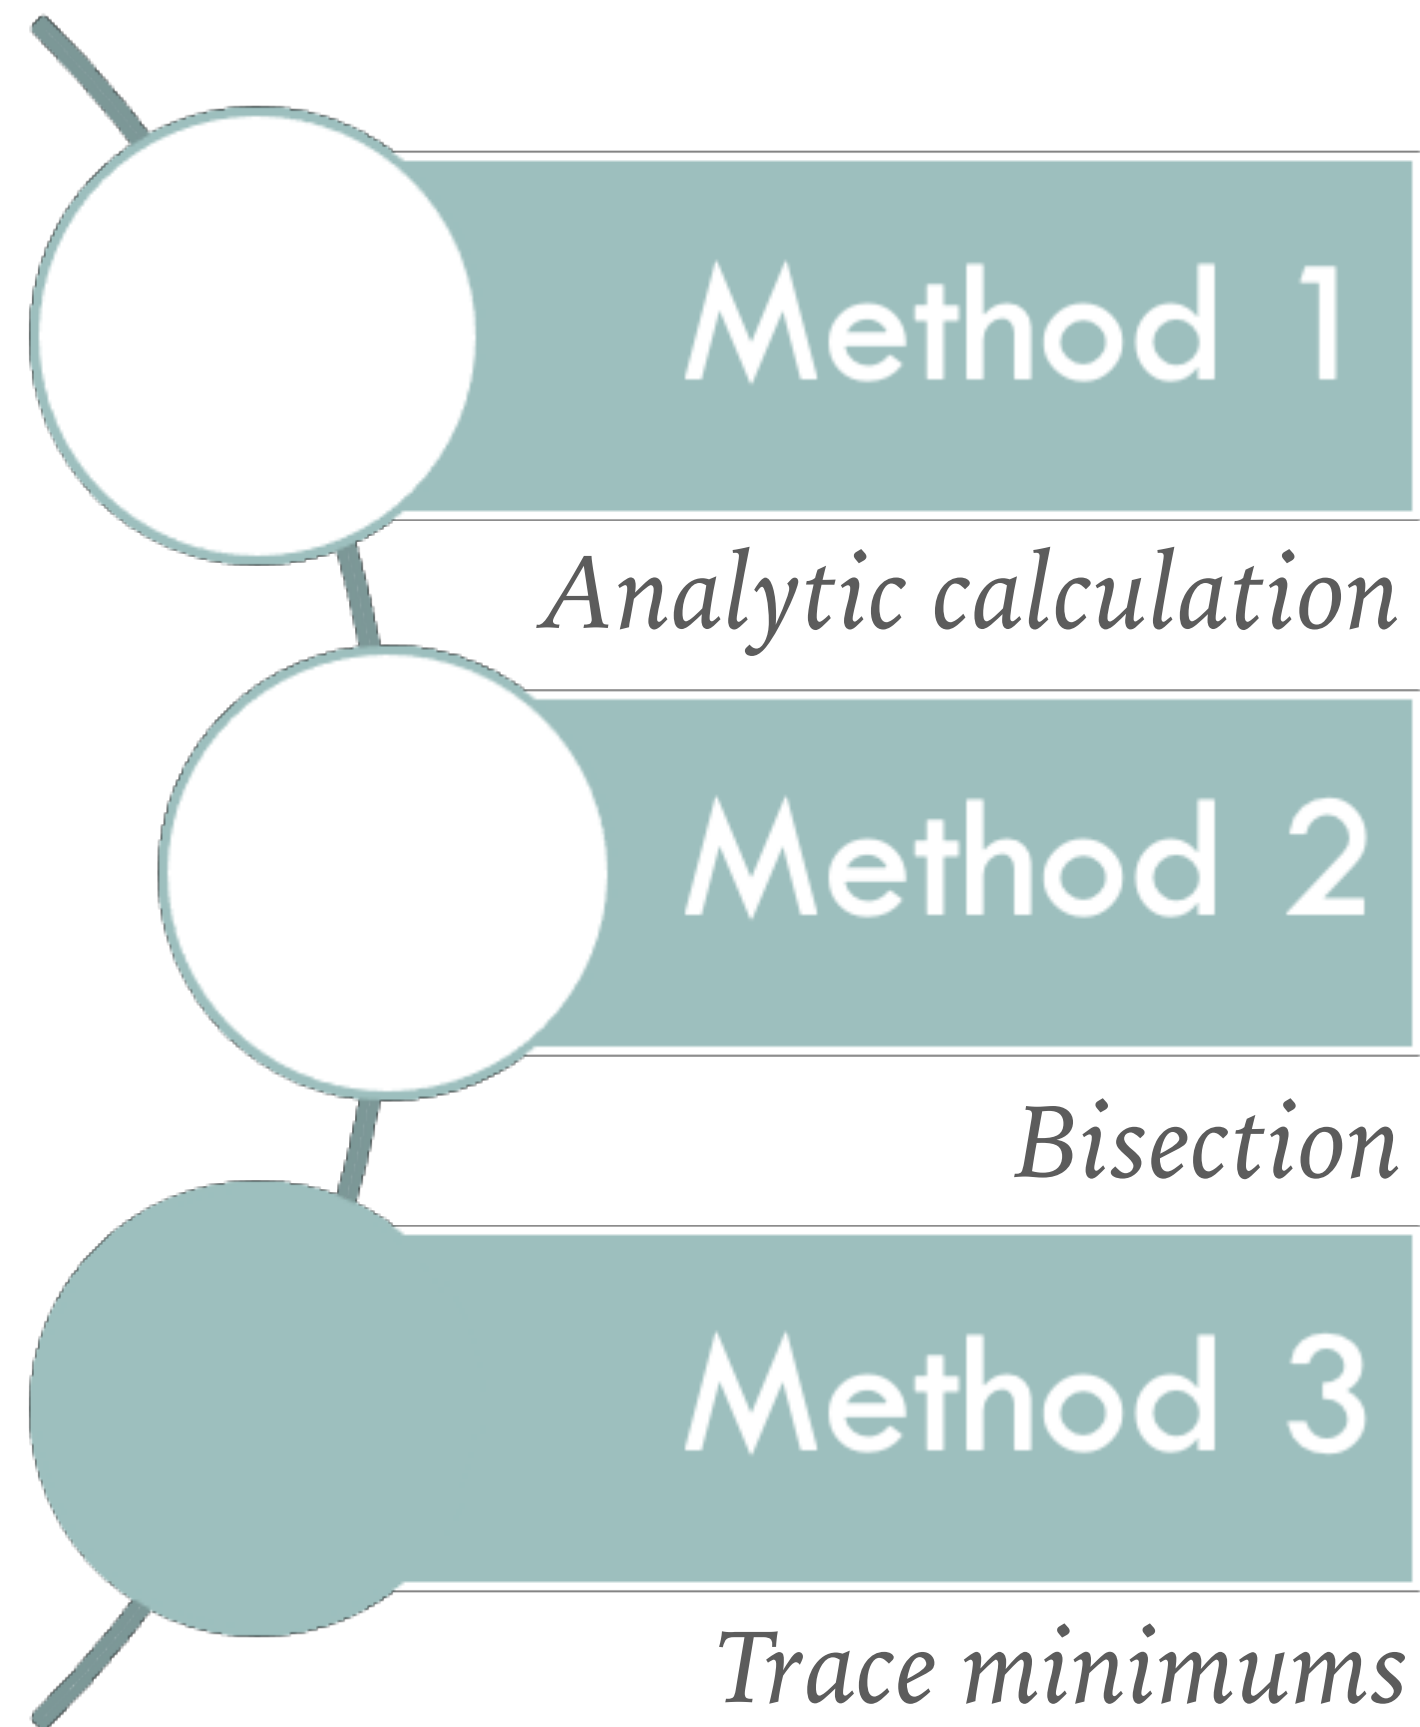 Method 1
Analytic calculation
Method 2
Bisection
Method 3
Trace minimums